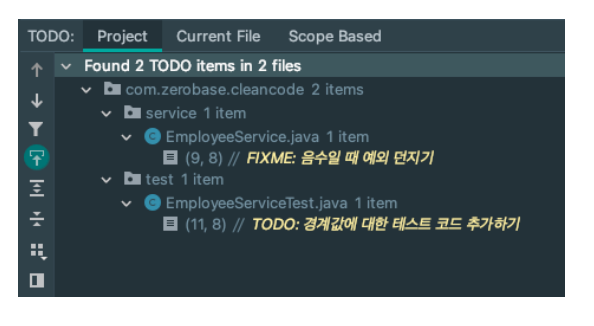 TODO: Project Current File Scope Based
Found 2 TODO items in 2 files
com.zerobase.cleancode 2 items
service 1 item
EmployeeService.java 1 item
(9, 8) // FIXME: 음수일 때 예외 던지기
test 1 item
EmployeeServiceTest.java 1 item
(11, 8) // TODO: 경계값에 대한 테스트 코드 추가하기